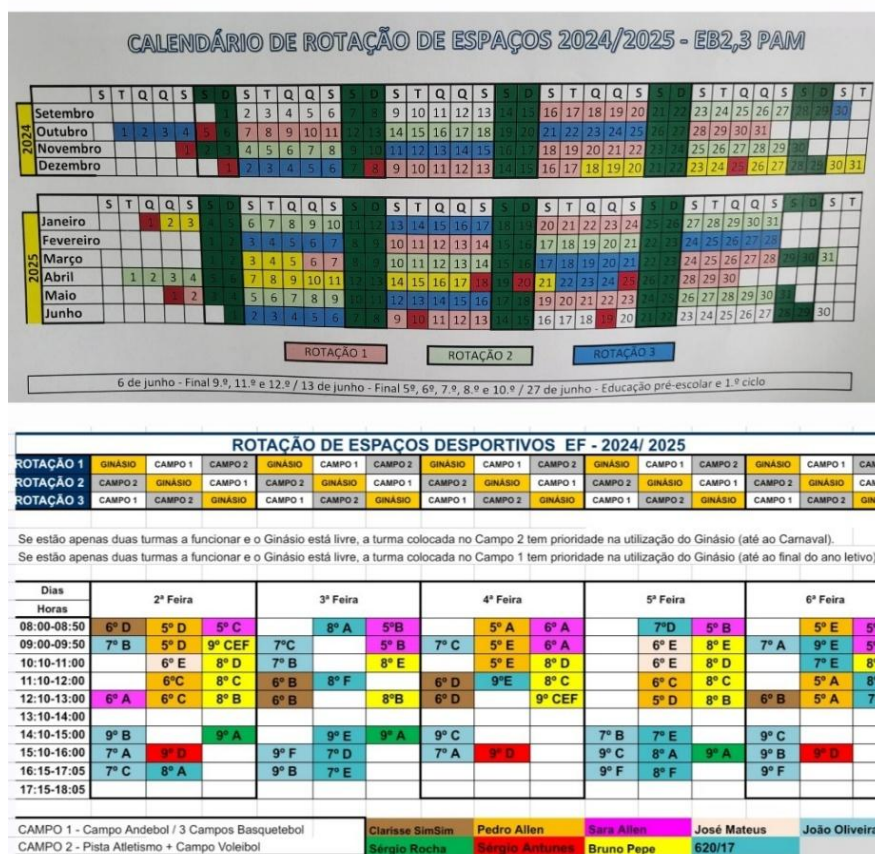 CALENDÁRIO DE ROTAÇÃO DE ESPAÇOS 2024/2025 - EB2,3 PAM
S T Q Q S S D S T Q Q S S D S T Q Q S S D S T Q Q S S D S T Q Q S S D S T
2024
Setembro 1 2 3 4 5 6 7 8 9 10 11 12 13 14 15 16 17 18 19 20 21 22 23 24 25 26 27 28 29 30
Outubro 1 2 3 4 5 6 7 8 9 10 11 12 13 14 15 16 17 18 19 20 21 22 23 24 25 26 27 28 29 30 31
Novembro 1 2 3 4 5 6 7 8 9 10 11 12 13 14 15 16 17 18 19 20 21 22 23 24 25 26 27 28 29 30
Dezembro 1 2 3 4 5 6 7 8 9 10 11 12 13 14 15 16 17 18 19 20 21 22 23 24 25 26 27 28 29 30 31
S T Q Q S S D S T Q Q S S D S T Q Q S S D S T Q Q S S D S T Q Q S S D S T
2025
Janeiro 1 2 3 4 5 6 7 8 9 10 11 12 13 14 15 16 17 18 19 20 21 22 23 24 25 26 27 28 29 30 31
Fevereiro 1 2 3 4 5 6 7 8 9 10 11 12 13 14 15 16 17 18 19 20 21 22 23 24 25 26 27 28
Março 1 2 3 4 5 6 7 8 9 10 11 12 13 14 15 16 17 18 19 20 21 22 23 24 25 26 27 28 29 30 31
Abril 1 2 3 4 5 6 7 8 9 10 11 12 13 14 15 16 17 18 19 20 21 22 23 24 25 26 27 28 29 30
Maio 1 2 3 4 5 6 7 8 9 10 11 12 13 14 15 16 17 18 19 20 21 22 23 24 25 26 27 28 29 30 31
Junho 1 2 3 4 5 6 7 8 9 10 11 12 13 14 15 16 17 18 19 20 21 22 23 24 25 26 27 28 29 30
ROTAÇÃO 1 ROTAÇÃO 2 ROTAÇÃO 3
6 de junho - Final 9.º, 11.º e 12.º / 13 de junho - Final 5º, 6º, 7.º, 8.º e 10.º / 27 de junho - Educação pré-escolar e 1.º ciclo
ROTAÇÃO DE ESPAÇOS DESPORTIVOS EF - 2024/ 2025
ROTAÇÃO 1 GINÁSIO CAMPO 1 CAMPO 2 GINÁSIO CAMPO 1 CAMPO 2 GINÁSIO CAMPO 1 CAMPO 2 GINÁSIO CAMPO 1 CAMPO 2 GINÁSIO CAMPO 1
ROTAÇÃO 2 CAMPO 2 GINÁSIO CAMPO 1 CAMPO 2 GINÁSIO CAMPO 1 CAMPO 2 GINÁSIO CAMPO 1 CAMPO 2 GINÁSIO CAMPO 1 CAMPO 2 GINÁSIO
ROTAÇÃO 3 CAMPO 1 CAMPO 2 GINÁSIO CAMPO 1 CAMPO 2 GINÁSIO CAMPO 1 CAMPO 2 GINÁSIO CAMPO 1 CAMPO 2 GINÁSIO CAMPO 1 CAMPO 2
Se estão apenas duas turmas a funcionar e o Ginásio está livre, a turma colocada no Campo 2 tem prioridade na utilização do Ginásio (até ao Carnaval).
Se estão apenas duas turmas a funcionar e o Ginásio está livre, a turma colocada no Campo 1 tem prioridade na utilização do Ginásio (até ao final do ano letivo)
Dias
Horas
2ª Feira 3ª Feira 4ª Feira 5ª Feira 6ª Feira
08:00-08:50 6º D 5º D 5º C 8º A 5ºB 5º A 6º A 7ºD 5º B 5º E
09:00-09:50 7º B 5º D 9º CEF 7ºC 5º B 7º C 5º E 6º A 6º E 8º E 7º A 9º E
10:10-11:00 6º E 8º D 7º B 8º E 5º E 8º D 6º E 8º D 7º E
11:10-12:00 6ºC 8º C 6º B 8º F 6º D 9ºE 8º C 6º C 8º C 5º A
12:10-13:00 6º A 6º C 8º B 6º B 8ºB 6º D 9º CEF 5º D 8º B 6º B 5º A
13:10-14:00
14:10-15:00 9º B 9º A 9º E 9º A 9º C 7º B 7º E 9º C
15:10-16:00 7º A 9º D 9º F 7º D 7º A 9º D 9º C 8º A 9º A 9º B 9º D
16:15-17:05 7º C 8º A 9º B 7º E 9º F 8º F 9º F
17:15-18:05
CAMPO 1 - Campo Andebol / 3 Campos Basquetebol Clarisse SimSim Pedro Allen Sara Allen José Mateus João Oliveira
CAMPO 2 - Pista Atletismo + Campo Voleibol Sérgio Rocha Sérgio Antunes Bruno Pepe 620/17